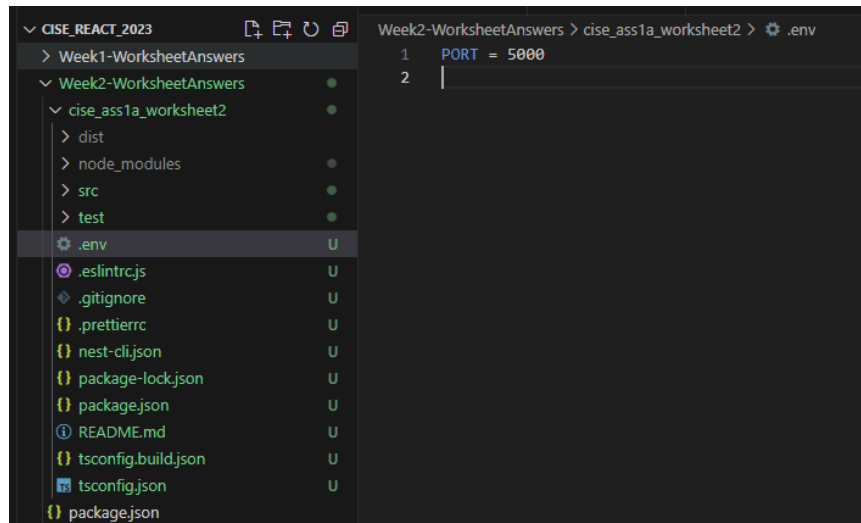 CISE_REACT_2023
Week1-WorksheetAnswers
Week2-WorksheetAnswers
cise_ass1a_worksheet2
dist
node_modules
src
test
.env U
.eslintrc.js U
.gitignore U
.prettierrc U
nest-cli.json U
package-lock.json U
package.json U
README.md U
tsconfig.build.json U
TS tsconfig.json U
package.json
Week2-WorksheetAnswers > cise_ass1a_worksheet2 > .env
1 PORT = 5000
2